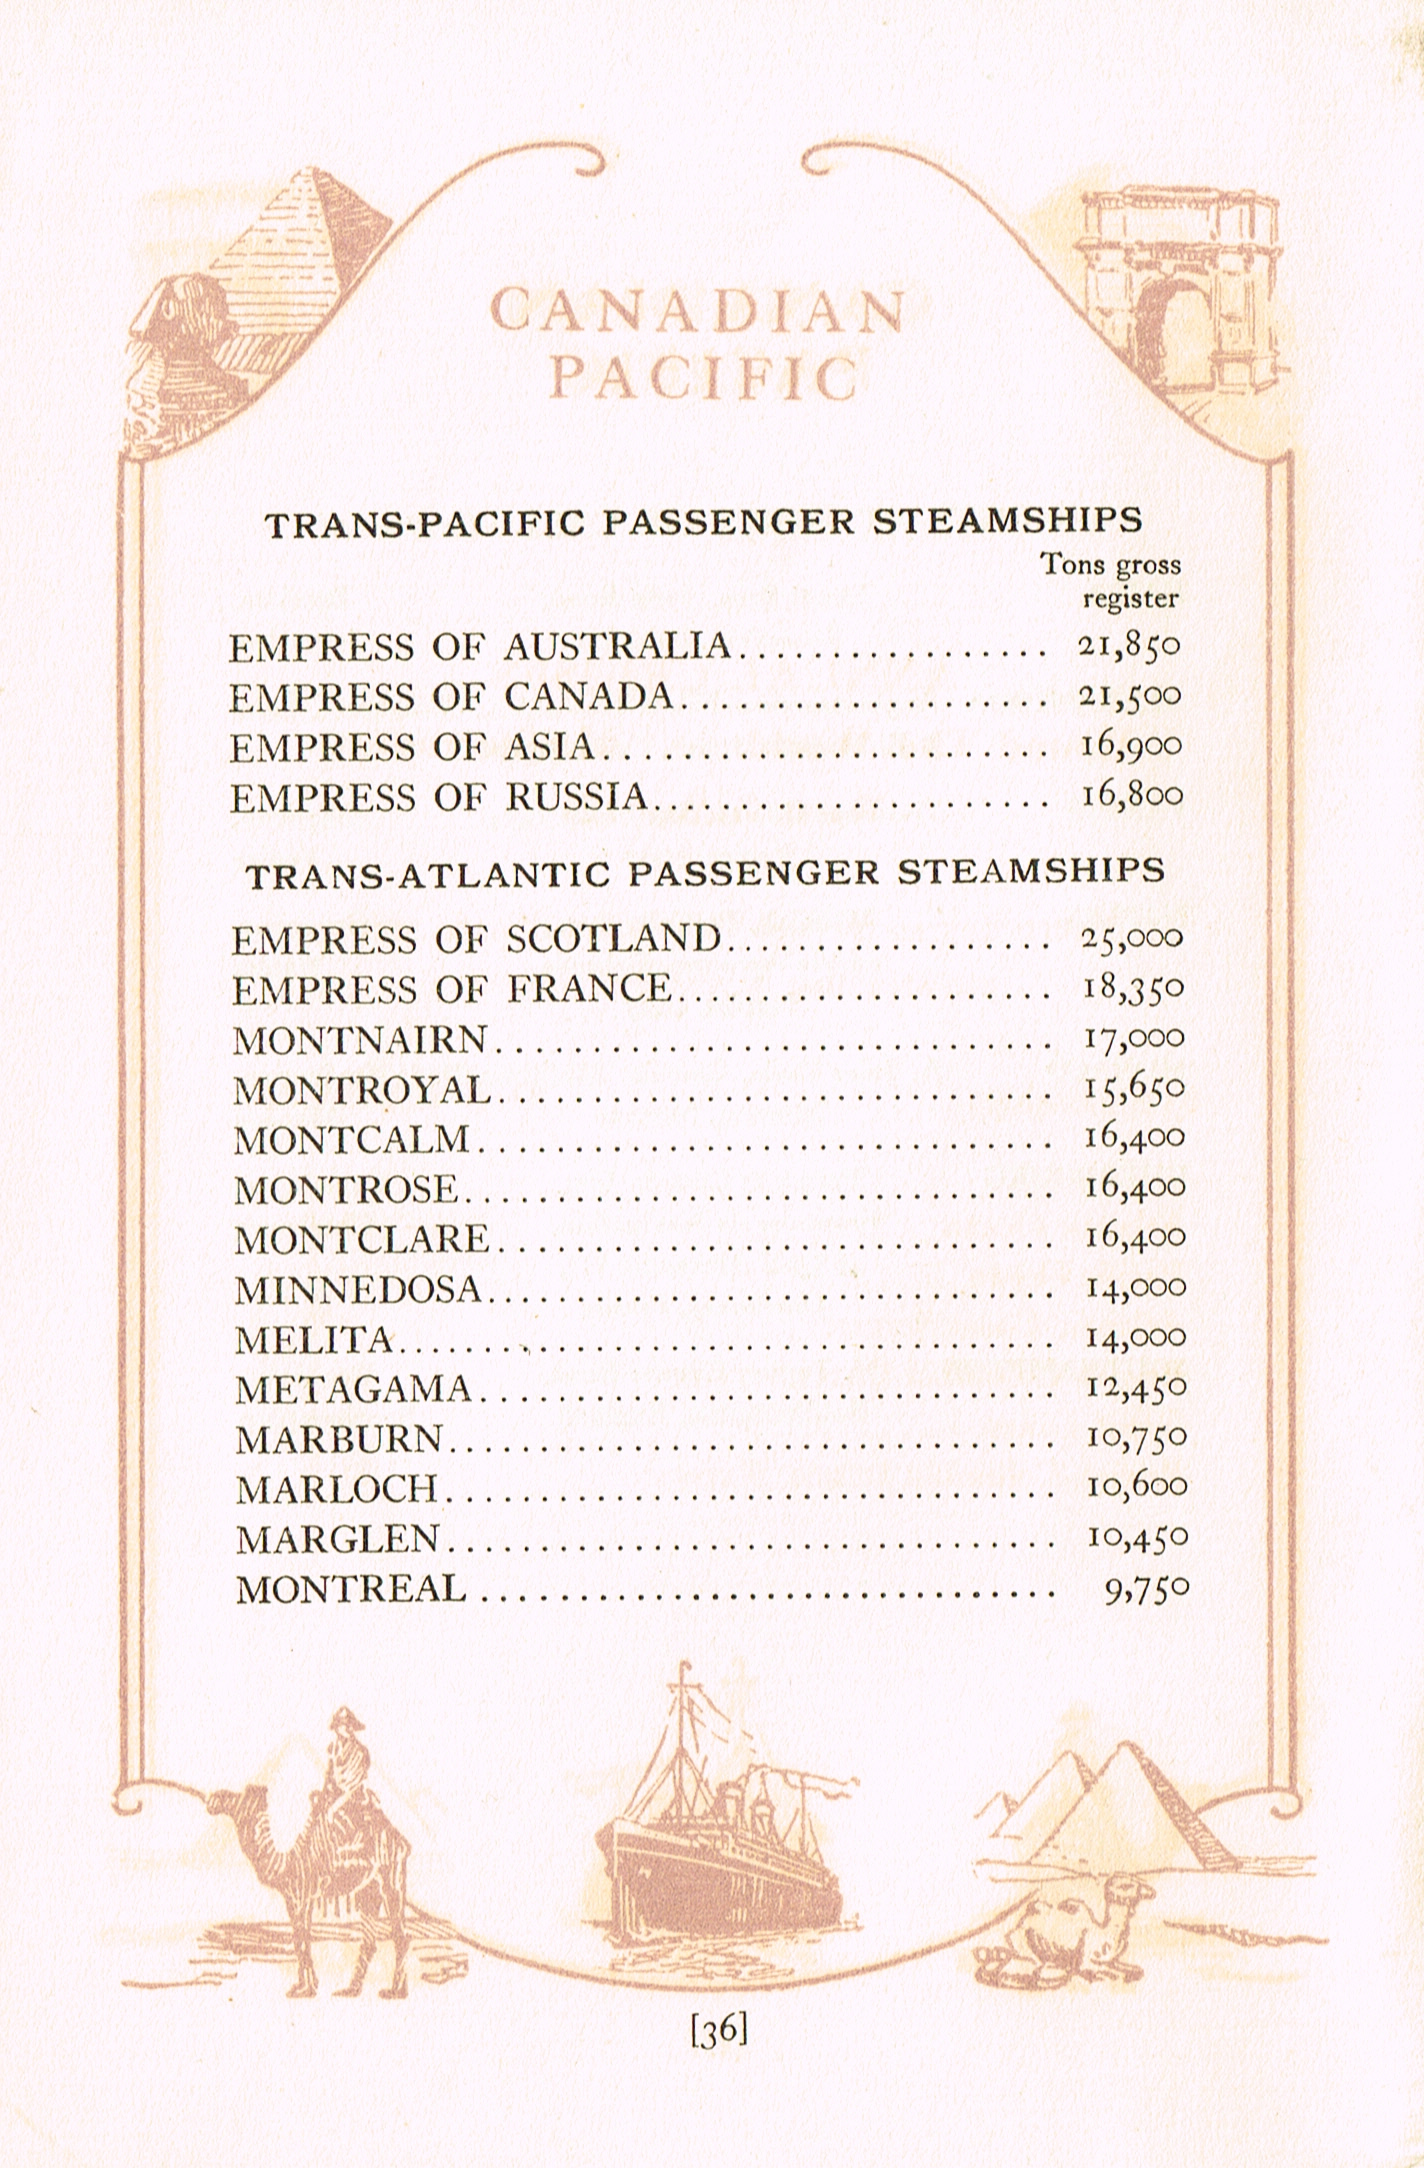 CANADIAN
PACIFIC
TRANS-PACIFIC PASSENGER STEAMSHIPS
Tons gross
register
EMPRESS OF AUSTRALIA................. 21,850
EMPRESS OF CANADA.................... 21,500
EMPRESS OF ASIA........................ 16,900
EMPRESS OF RUSSIA..................... 16,800
TRANS-ATLANTIC PASSENGER STEAMSHIPS
EMPRESS OF SCOTLAND.................. 25,000
EMPRESS OF FRANCE.................... 18,350
MONTNAIRN.............................. 17,000
MONTROYAL.............................. 15,650
MONTCALM............................... 16,400
MONTROSE................................ 16,400
MONTCLARE.............................. 16,400
MINNEDOSA............................... 14,000
MELITA.................................... 14,000
METAGAMA............................... 12,450
MARBURN................................. 10,750
MARLOCH................................. 10,600
MARGLEN................................. 10,450
MONTREAL ............................... 9,750
[36]